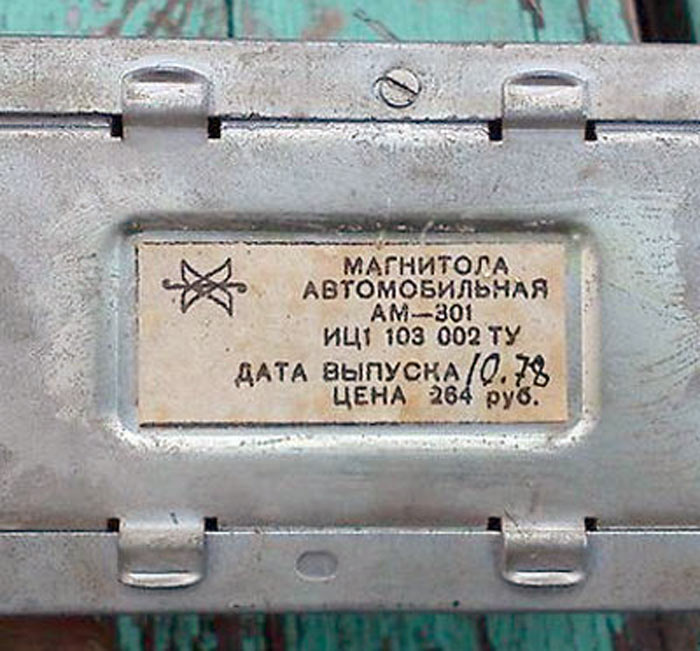 МАГНИТОЛА
АВТОМОБИЛЬНАЯ
АМ—301
ИЦ1 103 002 ТУ
ДАТА ВЫПУСКА 10.78
ЦЕНА 264 руб.